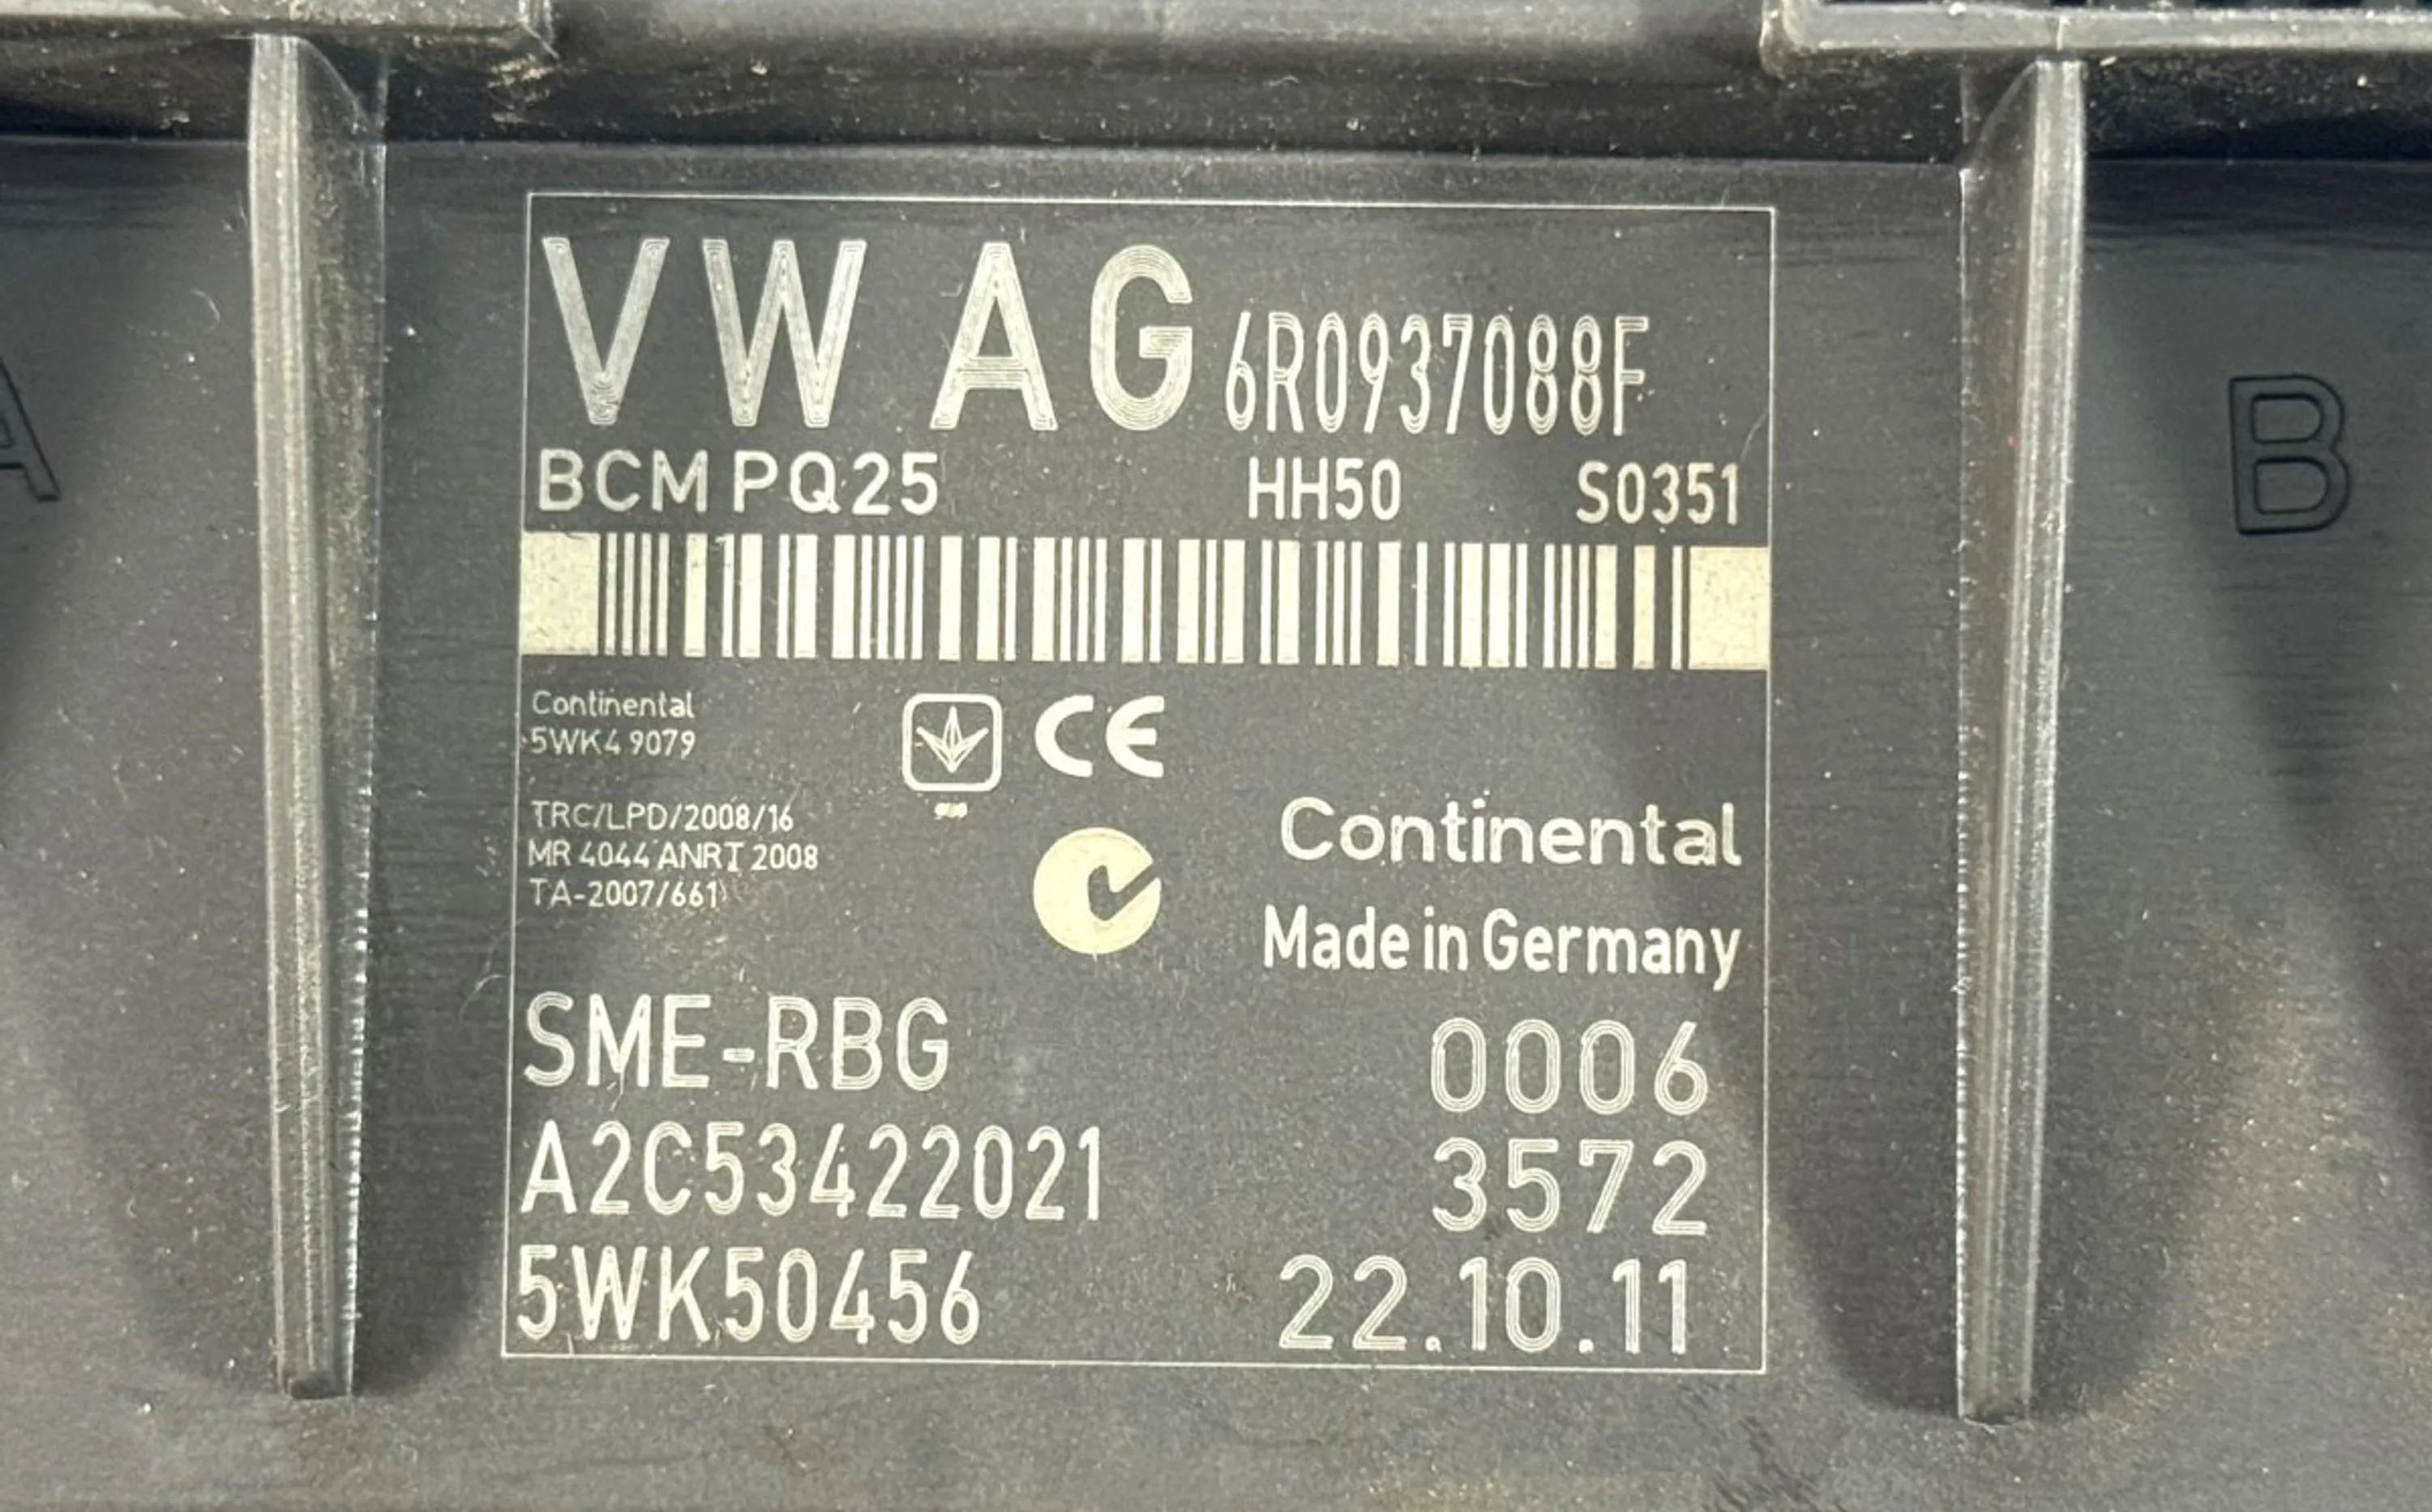 VW AG 6R0937088F
BCM PQ25 HH50 S0351
Continental
5WK4 9079
CE
TRC/LPD/2008/16
MR 4044 ANRT 2008
TA-2007/661
Continental
Made in Germany
SME-RBG 0006
A2C53422021 3572
5WK50456 22.10.11
A
B